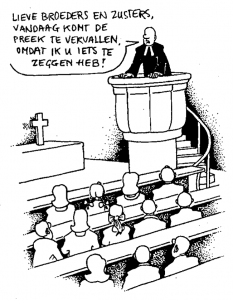 LIEVE BROEDERS EN ZUSTERS,
VANDAAG KOMT DE
PREEK TE VERVALLEN,
OMDAT IK U IETS TE
ZEGGEN HEB!